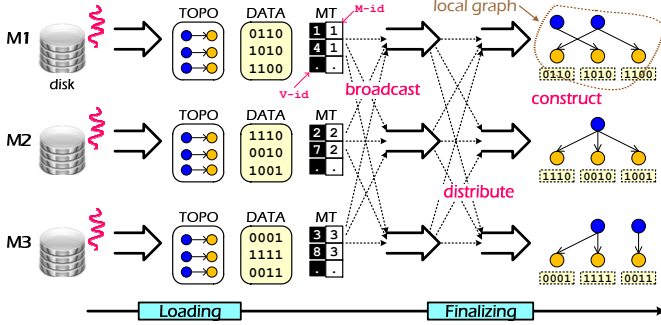 TOPO DATA MT M-id local graph
M1
0110 1 1
1010 4 1
1100 . .
disk
V-id
broadcast
0110 1010 1100
construct
TOPO DATA MT
M2
1110 2 2
0010 7 2
1001 . .
1110 0010 1001
distribute
TOPO DATA MT
M3
0001 3 3
1111 8 3
0011 . .
0001 1111 0011
Loading Finalizing